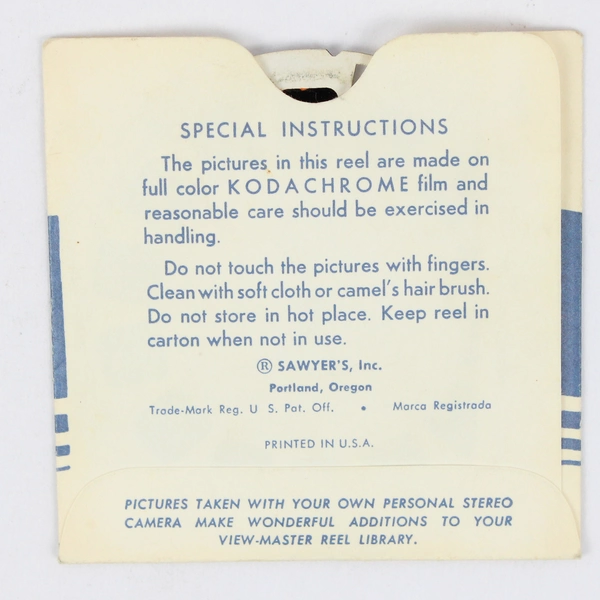 SPECIAL INSTRUCTIONS
The pictures in this reel are made on
full color KODACHROME film and
reasonable care should be exercised in
handling.
Do not touch the pictures with fingers.
Clean with soft cloth or camel's hair brush.
Do not store in hot place. Keep reel in
carton when not in use.
® SAWYER'S, Inc.
Portland, Oregon
Trade-Mark Reg. U S. Pat. Off. • Marca Registrada
PRINTED IN U.S.A.
PICTURES TAKEN WITH YOUR OWN PERSONAL STEREO
CAMERA MAKE WONDERFUL ADDITIONS TO YOUR
VIEW-MASTER REEL LIBRARY.